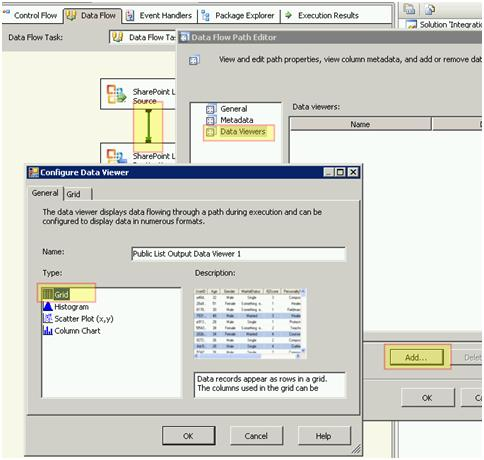 Control Flow Data Flow Event Handlers Package Explorer Execution Results
Solution 'Integration
Data Flow Task: Data Flow Ta
Data Flow Path Editor
View and edit path properties, view column metadata, and add or remove data
SharePoint L
Source
General
Metadata
Data Viewers
Data viewers:
Name
SharePoint L
Configure Data Viewer
General Grid
The data viewer displays data flowing through a path during execution and can be
configured to display data in numerous formats.
Name: Public List Output Data Viewer 1
Type: Description:
Grid
Histogram
Scatter Plot (x,y)
Column Chart
Data records appear as rows in a grid.
The columns used in the grid can be
Add... Delet
OK Ca
OK Cancel Help